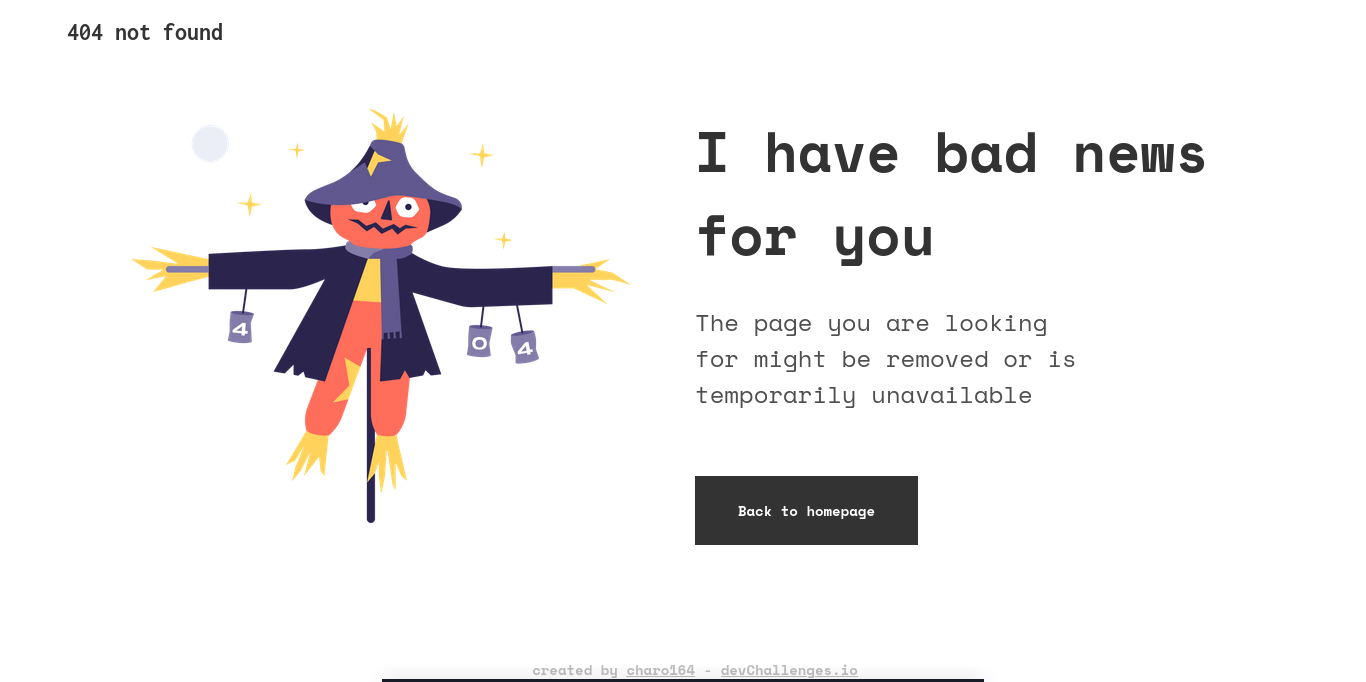 404 not found
I have bad news
for you
4
0
4
The page you are looking
for might be removed or is
temporarily unavailable
Back to homepage
created by charo164 - devChallenges.io